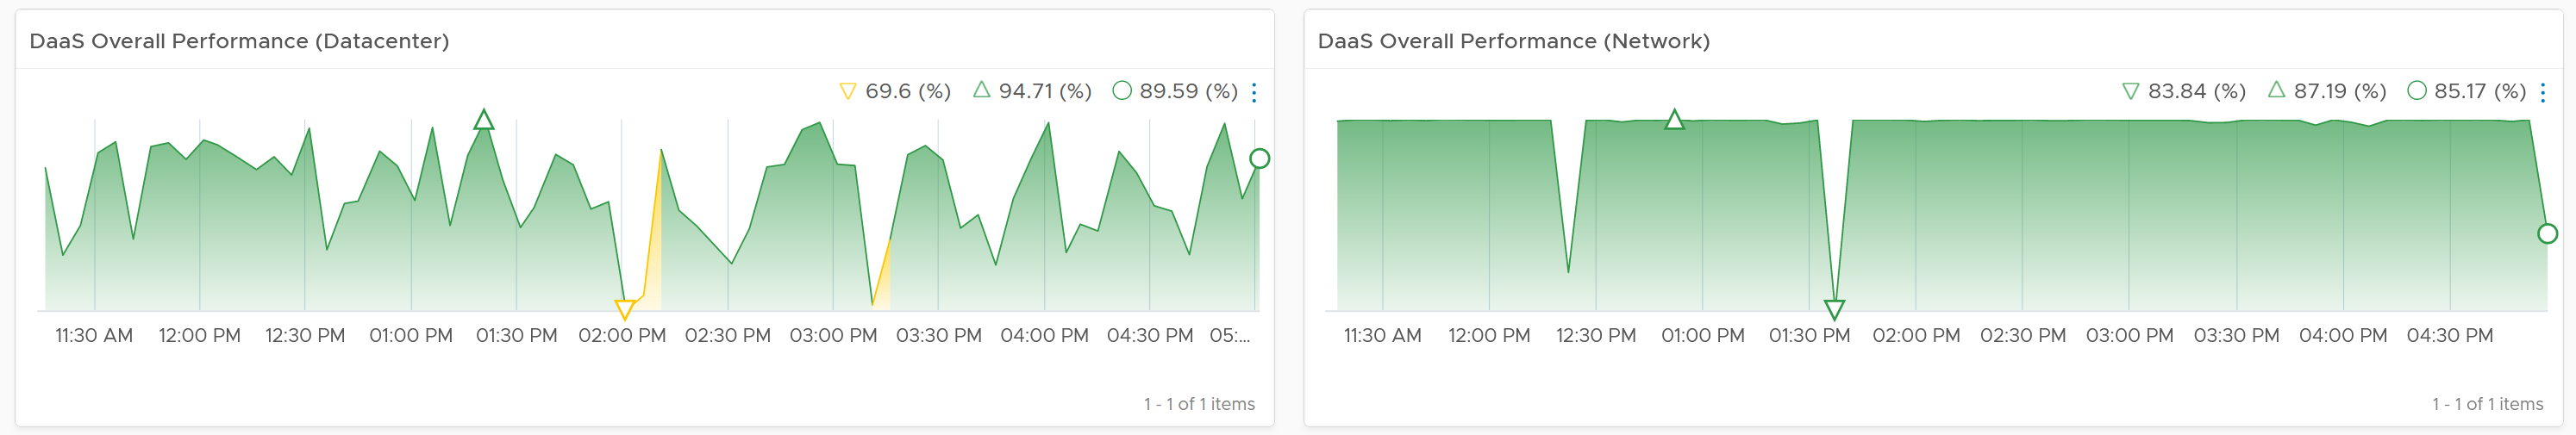 DaaS Overall Performance (Datacenter)
69.6 (%) 94.71 (%) 89.59 (%)
11:30 AM 12:00 PM 12:30 PM 01:00 PM 01:30 PM 02:00 PM 02:30 PM 03:00 PM 03:30 PM 04:00 PM 04:30 PM 05:...
1 - 1 of 1 items
DaaS Overall Performance (Network)
83.84 (%) 87.19 (%) 85.17 (%)
11:30 AM 12:00 PM 12:30 PM 01:00 PM 01:30 PM 02:00 PM 02:30 PM 03:00 PM 03:30 PM 04:00 PM 04:30 PM
1 - 1 of 1 items